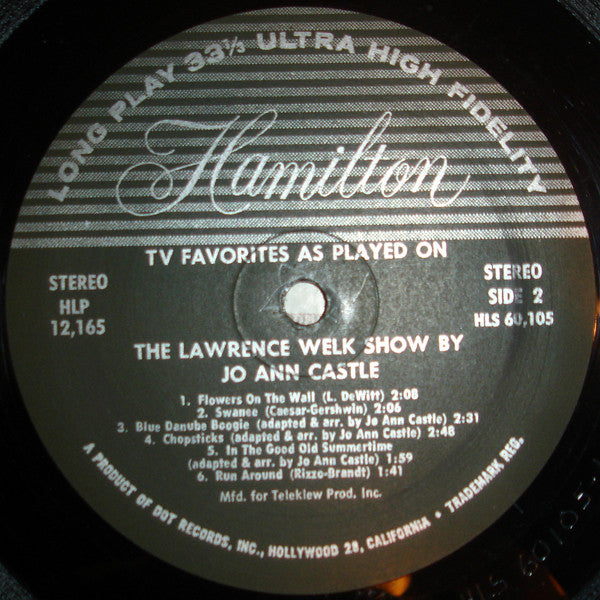 LONG PLAY 33⅓ ULTRA HIGH FIDELITY
Hamilton
TV FAVORITES AS PLAYED ON
STEREO
HLP
12,165
STEREO
SIDE 2
HLS 60,105
THE LAWRENCE WELK SHOW BY
JO ANN CASTLE
1. Flowers On The Wall (L. DeWitt) 2:08
2. Swanee (Caesar-Gershwin) 2:06
3. Blue Danube Boogie (adapted & arr. by Jo Ann Castle) 2:31
4. Chopsticks (adapted & arr. by Jo Ann Castle) 2:48
5. In The Good Old Summertime
(adapted & arr. by Jo Ann Castle) 1:59
6. Run Around (Rizzo-Brandt) 1:41
Mfd. for Teleklew Prod. Inc.
A PRODUCT OF DOT RECORDS, INC., HOLLYWOOD 28, CALIFORNIA • TRADEMARK REG.